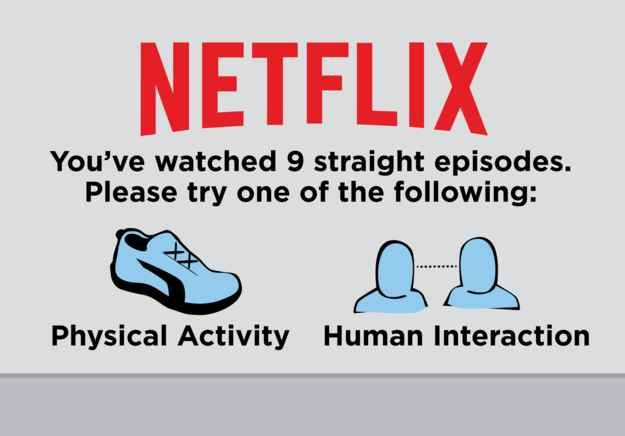 NETFLIX
You've watched 9 straight episodes.
Please try one of the following:
Physical Activity Human Interaction